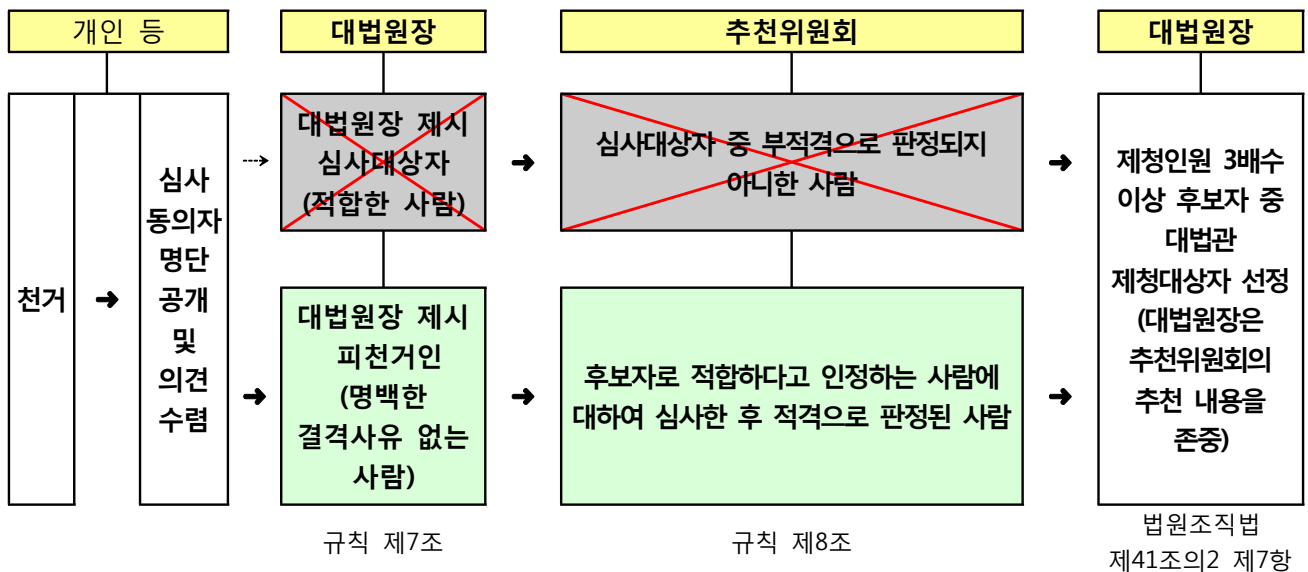 개인 등
대법원장
추천위원회
대법원장
천거
➜
심사
동의자
명단
공개
및
의견
수렴
대법원장 제시
심사대상자
(적합한 사람)
➜
심사대상자 중 부적격으로 판정되지
아니한 사람
➜
➜
대법원장 제시
피천거인
(명백한
결격사유 없는
사람)
➜
후보자로 적합하다고 인정하는 사람에
대하여 심사한 후 적격으로 판정된 사람
➜
제청인원 3배수
이상 후보자 중
대법관
제청대상자 선정
(대법원장은
추천위원회의
추천 내용을
존중)
규칙 제7조
규칙 제8조
법원조직법
제41조의2 제7항